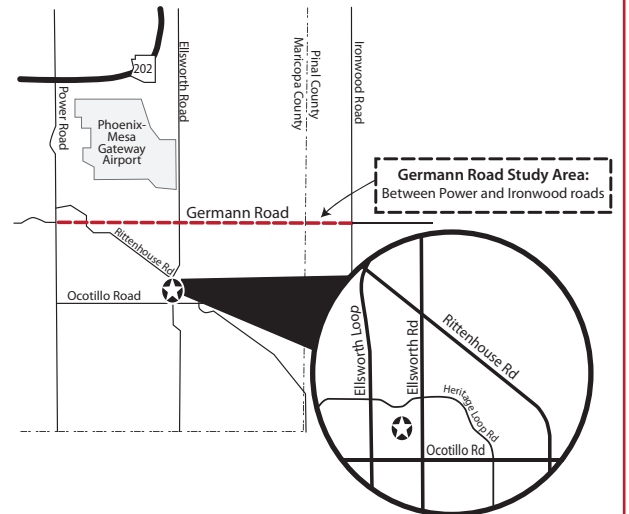 202
Power Road
Ellsworth Road
Pinal County
Maricopa County
Ironwood Road
Phoenix-
Mesa
Gateway
Airport
Germann Road Study Area:
Between Power and Ironwood roads
Germann Road
Rittenhouse Rd
Ocotillo Road
Ellsworth Loop
Ellsworth Rd
Rittenhouse Rd
Heritage Loop Rd
Ocotillo Rd